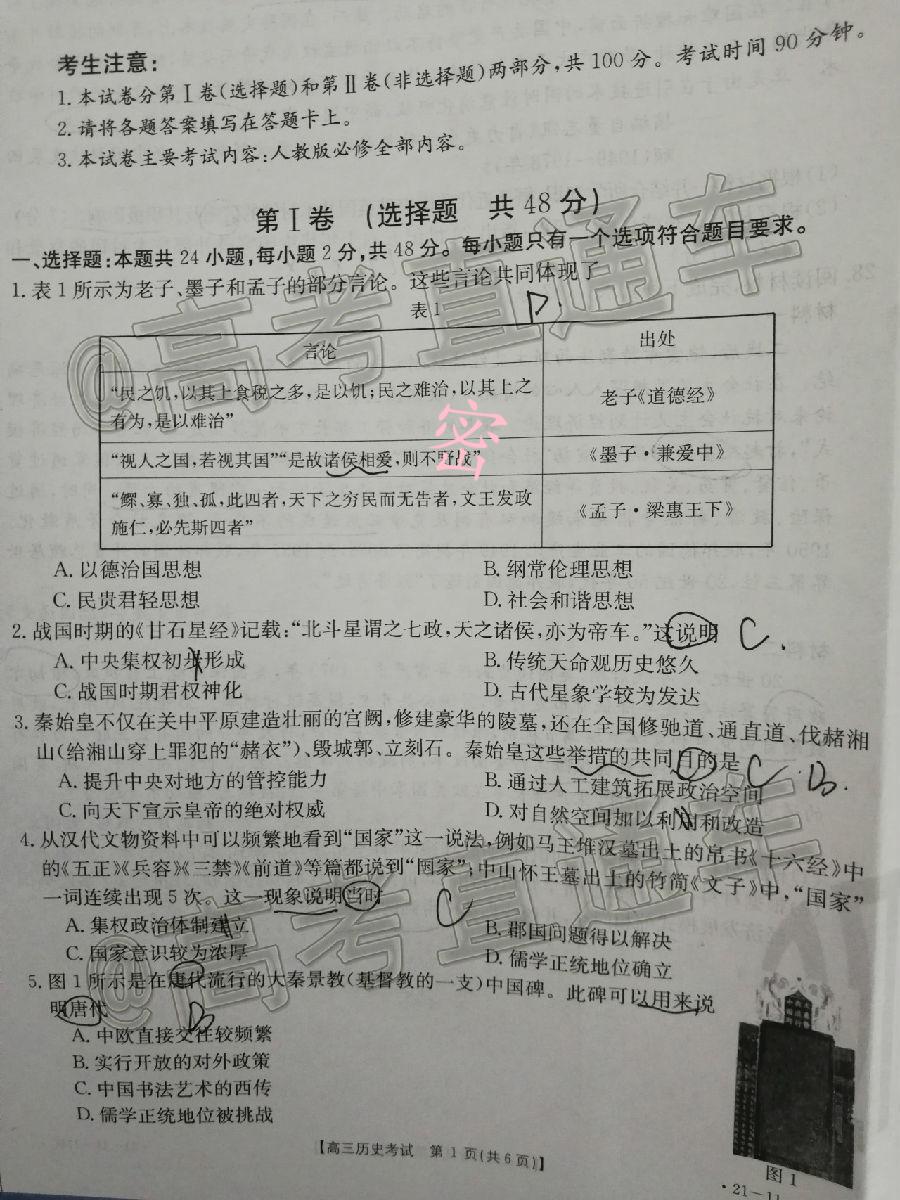 考生注意：
1.本试卷分第Ⅰ卷(选择题)和第Ⅱ卷(非选择题)两部分，共100分。考试时间90分钟。
2.请将各题答案填写在答题卡上。
3.本试卷主要考试内容：人教版必修全部内容。
第Ⅰ卷 (选择题 共48分)
一、选择题：本题共24小题，每小题2分，共48分。每小题只有一个选项符合题目要求。
1.表1所示为老子、墨子和孟子的部分言论。这些言论共同体现了
D.
表1
言论 出处
“民之饥，以其上食税之多，是以饥；民之难治，以其上之
有为，是以难治” 老子《道德经》
“视人之国，若视其国”“是故诸侯相爱，则不野战” 《墨子·兼爱中》
“鳏、寡、独、孤，此四者，天下之穷民而无告者，文王发政
施仁，必先斯四者” 《孟子·梁惠王下》
密
A.以德治国思想 B.纲常伦理思想
C.民贵君轻思想 D.社会和谐思想
2.战国时期的《甘石星经》记载：“北斗星谓之七政，天之诸侯，亦为帝车。”这说明 C.
A.中央集权初步形成 B.传统天命观历史悠久
C.战国时期君权神化 D.古代星象学较为发达
3.秦始皇不仅在关中平原建造壮丽的宫阙，修建豪华的陵墓，还在全国修驰道、通直道、伐赭湘
山(给湘山穿上罪犯的“赭衣”)、毁城郭、立刻石。秦始皇这些举措的共同目的是 C B.
A.提升中央对地方的管控能力 B.通过人工建筑拓展政治空间
C.向天下宣示皇帝的绝对权威 D.对自然空间加以利用和改造
4.从汉代文物资料中可以频繁地看到“国家”这一说法，例如马王堆汉墓出土的帛书《十六经》中
的《五正》《兵容》《三禁》《前道》等篇都说到“国家”；中山怀王墓出土的竹简《文子》中，“国家”
一词连续出现5次。这一现象说明当时 C
A.集权政治体制建立 B.郡国问题得以解决
C.国家意识较为浓厚 D.儒学正统地位确立
5.图1所示是在唐代流行的大秦景教(基督教的一支)中国碑。此碑可以用来说
明唐代 B
A.中欧直接交往较频繁
B.实行开放的对外政策
C.中国书法艺术的西传
D.儒学正统地位被挑战
图1
【高三历史考试 第1页(共6页)】
·21-11
@高考直通车
@高考直通车